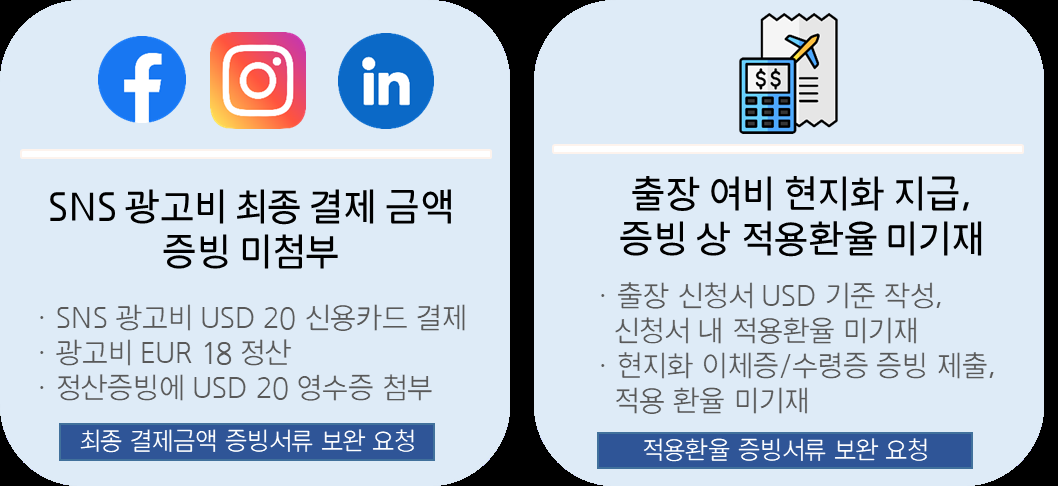 SNS 광고비 최종 결제 금액
증빙 미첨부
· SNS 광고비 USD 20 신용카드 결제
· 광고비 EUR 18 정산
· 정산증빙에 USD 20 영수증 첨부
최종 결제금액 증빙서류 보완 요청
$$
출장 여비 현지화 지급,
증빙 상 적용환율 미기재
· 출장 신청서 USD 기준 작성,
신청서 내 적용환율 미기재
· 현지화 이체증/수령증 증빙 제출,
적용 환율 미기재
적용환율 증빙서류 보완 요청